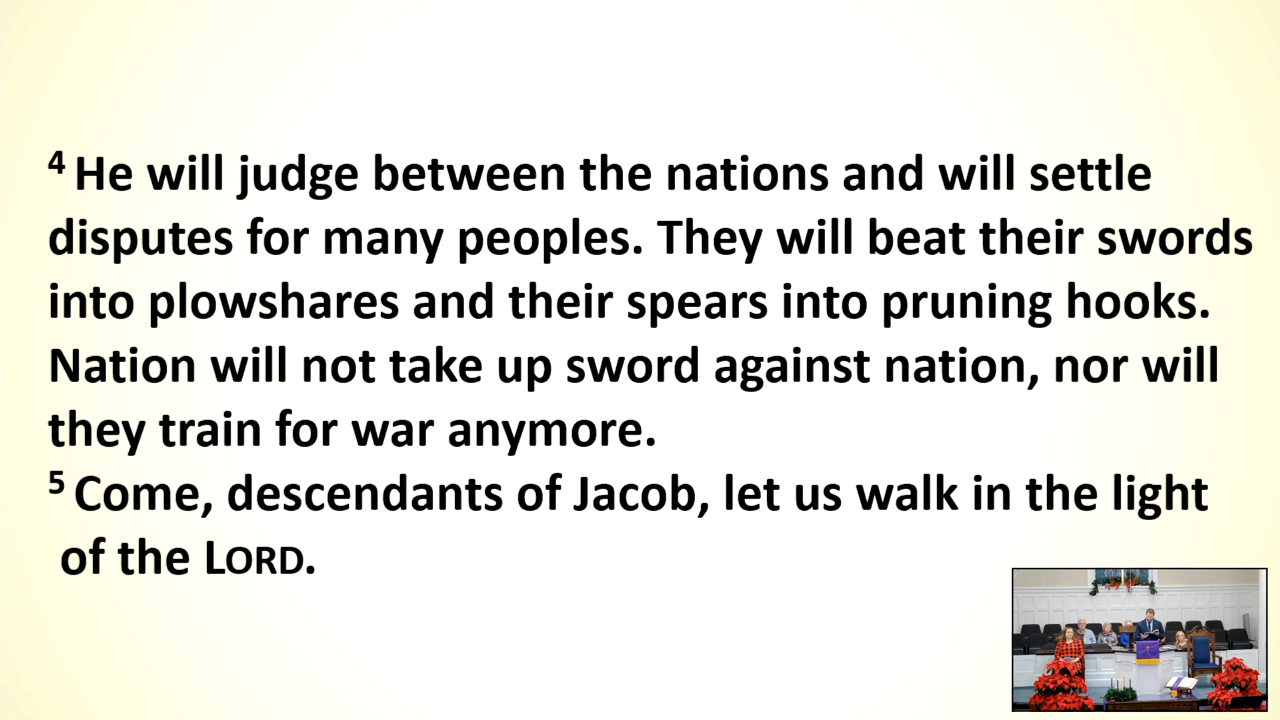 4 He will judge between the nations and will settle
disputes for many peoples. They will beat their swords
into plowshares and their spears into pruning hooks.
Nation will not take up sword against nation, nor will
they train for war anymore.
5 Come, descendants of Jacob, let us walk in the light
of the LORD.